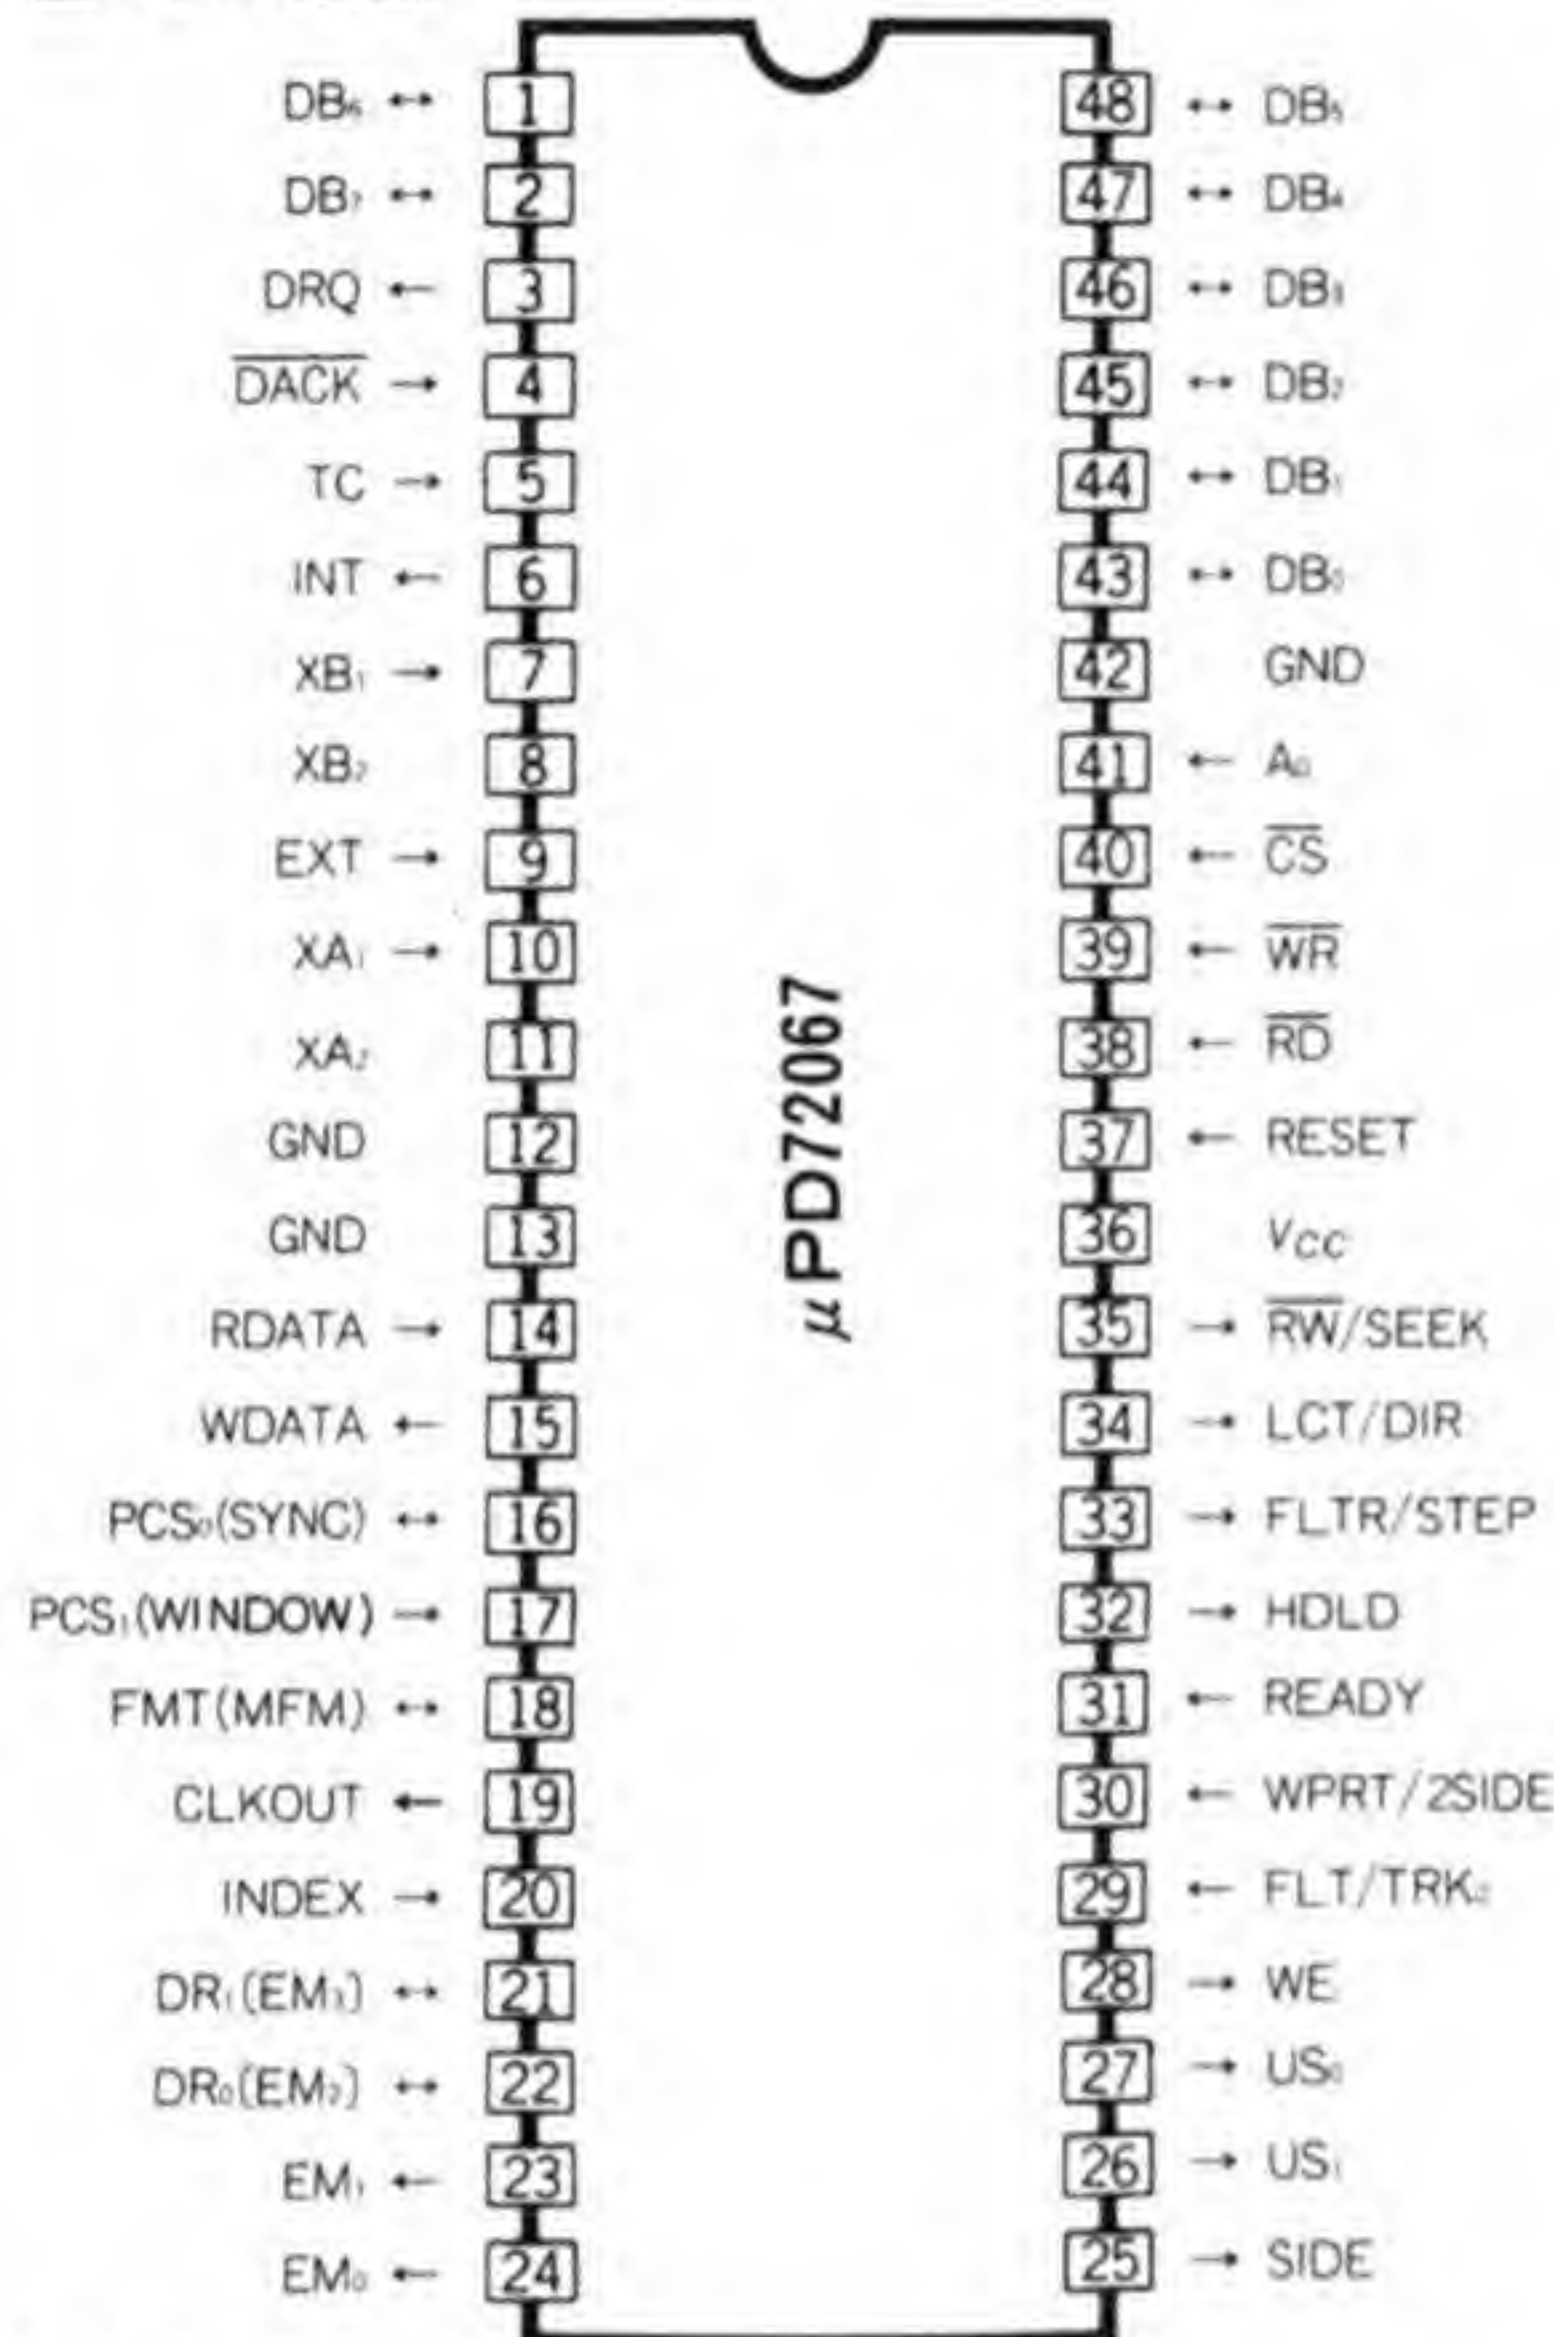 DB₆ ↔ 1
DB₇ ↔ 2
DRQ ← 3
D̅A̅C̅K̅ → 4
TC → 5
INT ← 6
XB₁ → 7
XB₂ 8
EXT → 9
XA₁ → 10
XA₂ 11
GND 12
GND 13
RDATA → 14
WDATA ← 15
PCS₀(SYNC) ↔ 16
PCS₁(WINDOW) → 17
FMT(MFM) ↔ 18
CLKOUT ← 19
INDEX → 20
DR₁(EM₃) ↔ 21
DR₀(EM₂) ↔ 22
EM₁ ← 23
EM₀ ← 24
μPD72067
48 ↔ DB₅
47 ↔ DB₄
46 ↔ DB₃
45 ↔ DB₂
44 ↔ DB₁
43 ↔ DB₀
42 GND
41 ← A₀
40 ← C̅S̅
39 ← W̅R̅
38 ← R̅D̅
37 ← RESET
36 VCC
35 → R̅W̅/SEEK
34 → LCT/DIR
33 → FLTR/STEP
32 → HDLD
31 ← READY
30 ← WPRT/2SIDE
29 ← FLT/TRK₀
28 → WE
27 → US₀
26 → US₁
25 → SIDE